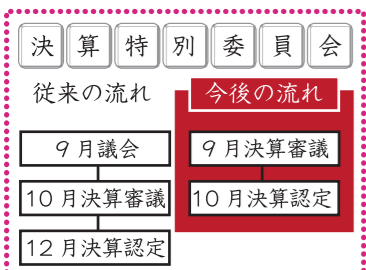 決算特別委員会
従来の流れ
9月議会
10月決算審議
12月決算認定
今後の流れ
9月決算審議
10月決算認定